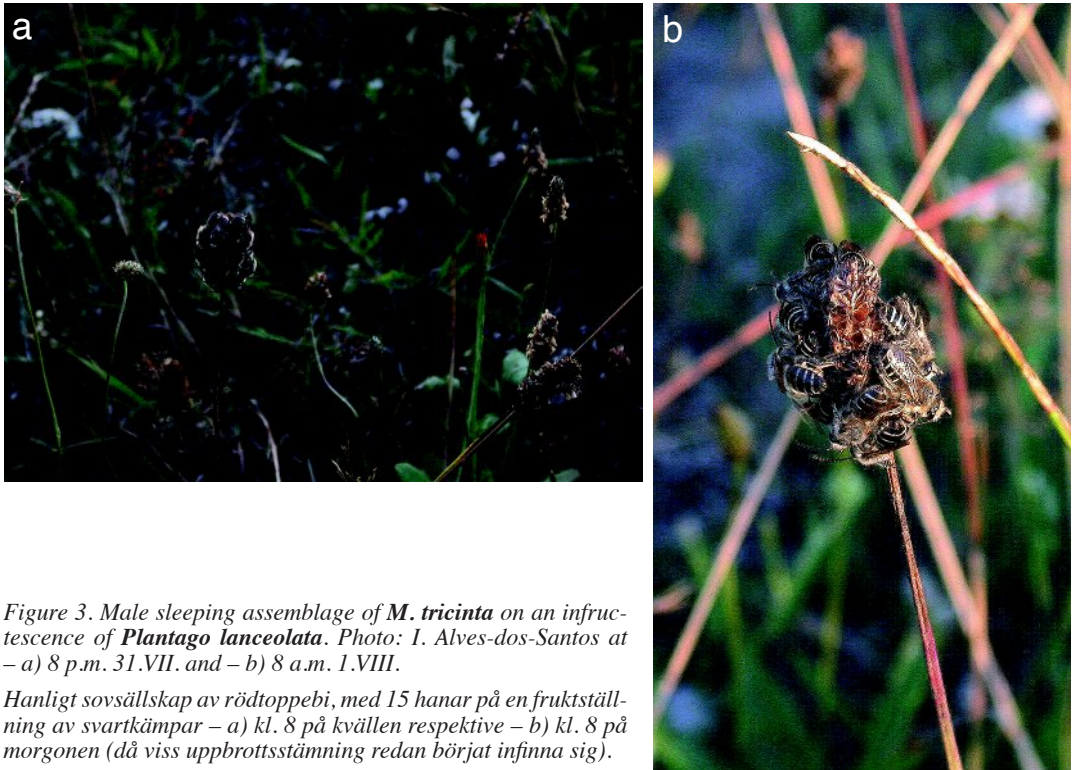 a
b
Figure 3. Male sleeping assemblage of M. tricinta on an infruc-
tescence of Plantago lanceolata. Photo: I. Alves-dos-Santos at
– a) 8 p.m. 31.VII. and – b) 8 a.m. 1.VIII.
Hanligt sovsällskap av rödtoppebi, med 15 hanar på en fruktställ-
ning av svartkämpar – a) kl. 8 på kvällen respektive – b) kl. 8 på
morgonen (då viss uppbrottsstämning redan börjat infinna sig).